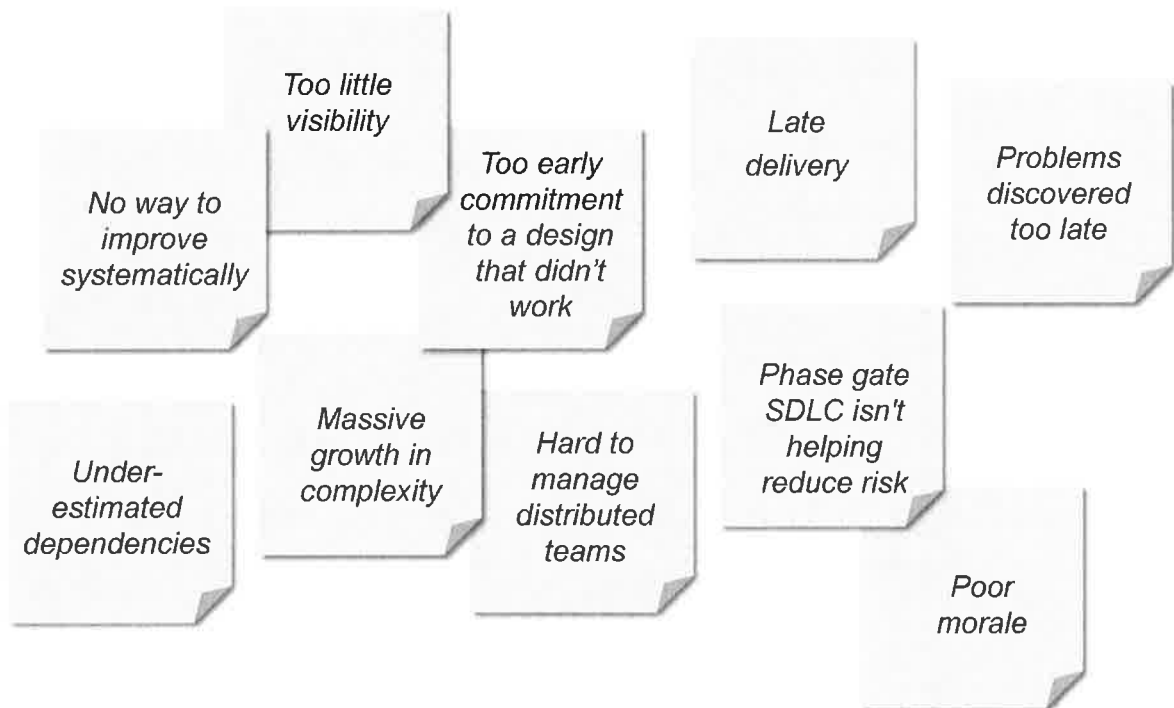 Too little
visibility
No way to
improve
systematically
Too early
commitment
to a design
that didn't
work
Late
delivery
Problems
discovered
too late
Under-
estimated
dependencies
Massive
growth in
complexity
Hard to
manage
distributed
teams
Phase gate
SDLC isn't
helping
reduce risk
Poor
morale